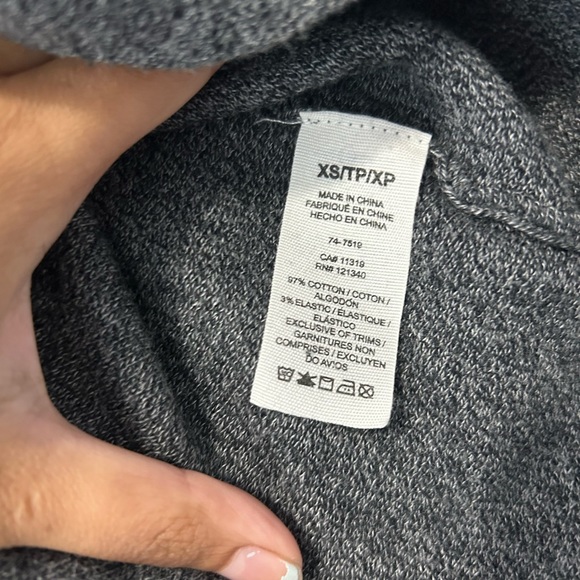 XS/TP/XP
MADE IN CHINA
FABRIQUÉ EN CHINE
HECHO EN CHINA
74-7519
CA# 11319
RN# 121340
97% COTTON / COTON /
ALGODÓN
3% ELASTIC / ÉLASTIQUE /
ELÁSTICO
EXCLUSIVE OF TRIMS /
GARNITURES NON
COMPRISES / EXCLUYEN
DO AVIOS